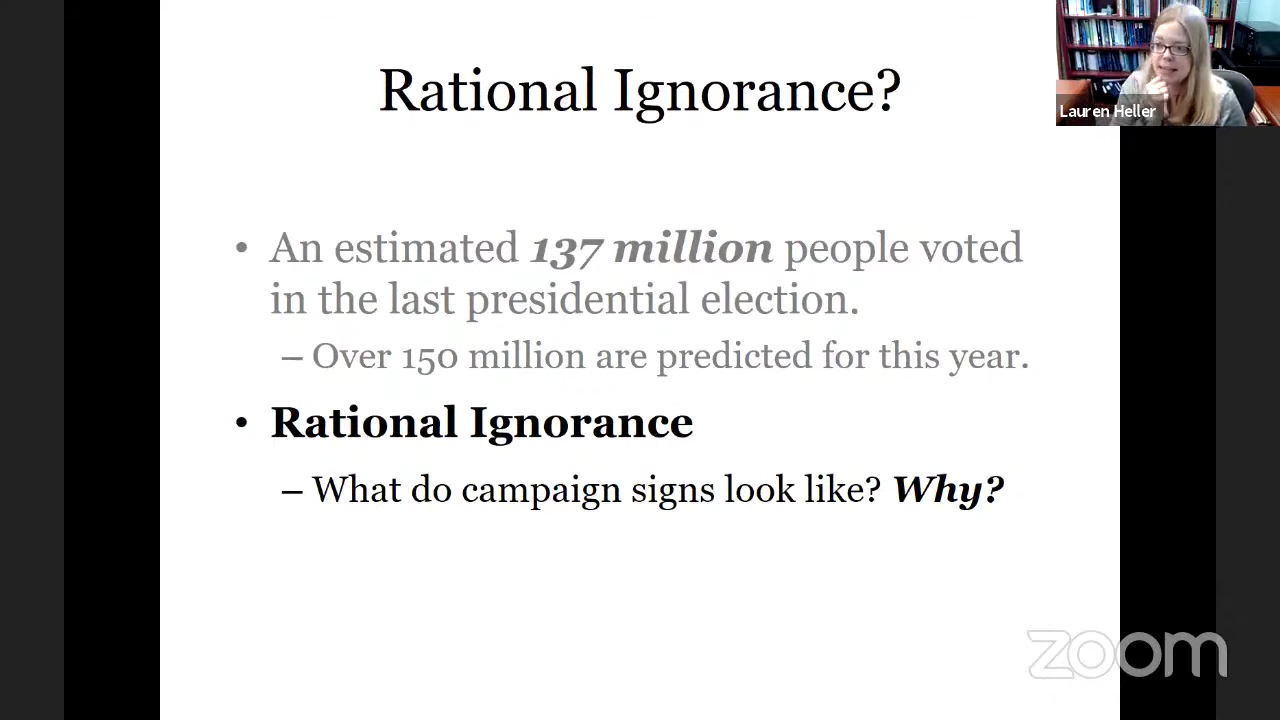 Rational Ignorance?
Lauren Heller
• An estimated 137 million people voted
in the last presidential election.
– Over 150 million are predicted for this year.
• Rational Ignorance
– What do campaign signs look like? Why?
zoom